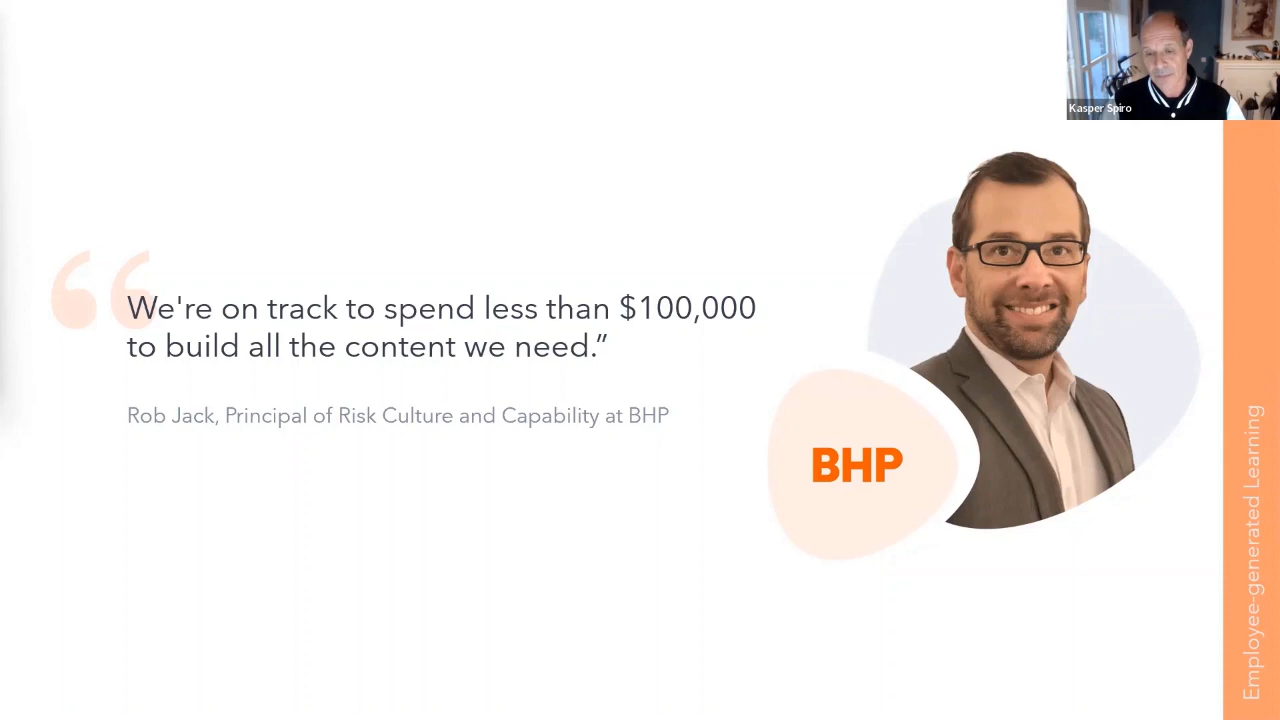 Kasper Spiro
“
We're on track to spend less than $100,000
to build all the content we need.”
Rob Jack, Principal of Risk Culture and Capability at BHP
BHP
Employee-generated Learning